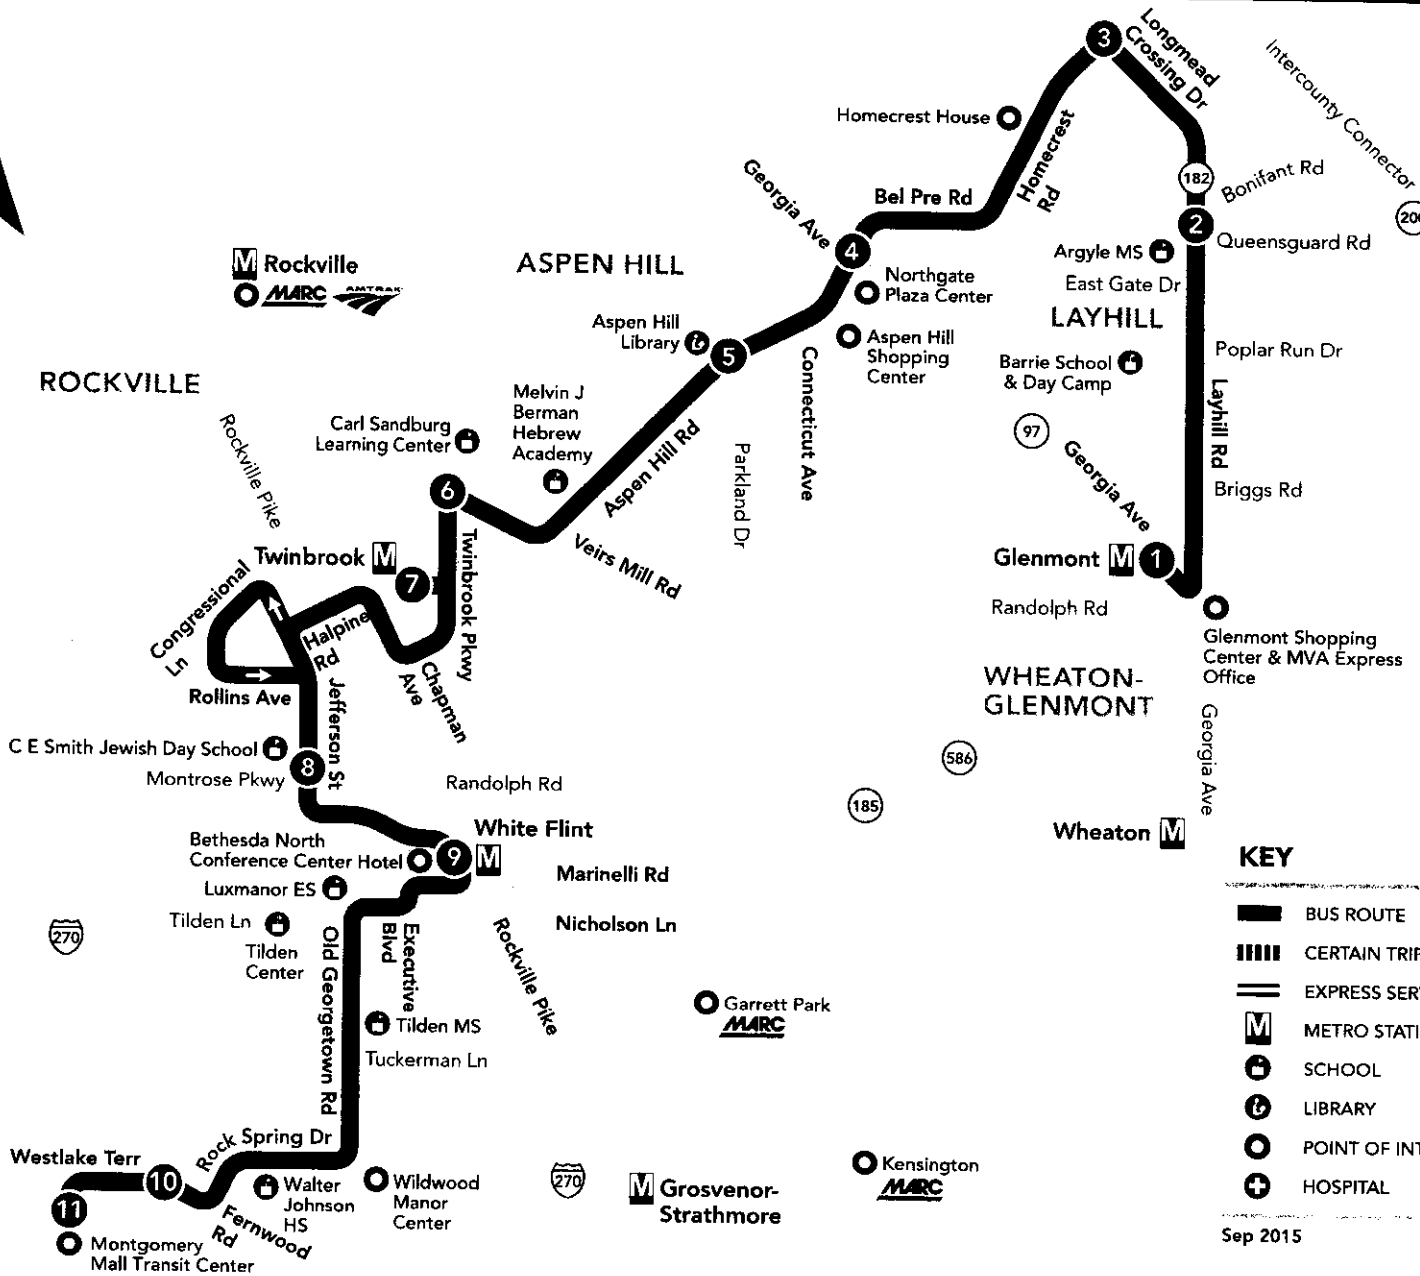 3
Longmead
Crossing Dr
Intercounty Connector
Homecrest House
Homecrest
Rd
182
Bonifant Rd
Georgia Ave
Bel Pre Rd
2
Queensguard Rd
4
Argyle MS
East Gate Dr
M Rockville
MARC AMTRAK
ASPEN HILL
Northgate
Plaza Center
LAYHILL
Aspen Hill
Library
5
Aspen Hill
Shopping
Center
Poplar Run Dr
Barrie School
& Day Camp
ROCKVILLE
Connecticut Ave
Layhill Rd
Melvin J
Berman
Hebrew
Academy
Carl Sandburg
Learning Center
Rockville Pike
97
Georgia Ave
Aspen Hill Rd
Parkland Dr
6
Briggs Rd
Twinbrook M
7
Twinbrook Pkwy
Veirs Mill Rd
Glenmont M
1
Congressional
Ln
Halpine
Rd
Randolph Rd
Glenmont Shopping
Center & MVA Express
Office
Rollins Ave
Chapman
Ave
WHEATON-
GLENMONT
Jefferson St
Georgia Ave
C E Smith Jewish Day School
8
Montrose Pkwy
Randolph Rd
586
185
White Flint
M
Bethesda North
Conference Center Hotel
9
Wheaton M
Luxmanor ES
Marinelli Rd
Tilden Ln
Nicholson Ln
270
Tilden
Center
Old Georgetown Rd
Executive
Blvd
Rockville Pike
Garrett Park
MARC
Tilden MS
Tuckerman Ln
Rock Spring Dr
Westlake Terr
10
11
Walter
Johnson
HS
Wildwood
Manor
Center
270
M Grosvenor-
Strathmore
Kensington
MARC
Fernwood
Rd
Montgomery
Mall Transit Center
KEY
BUS ROUTE
CERTAIN TRI
EXPRESS SER
M METRO STATI
SCHOOL
LIBRARY
POINT OF INT
HOSPITAL
Sep 2015